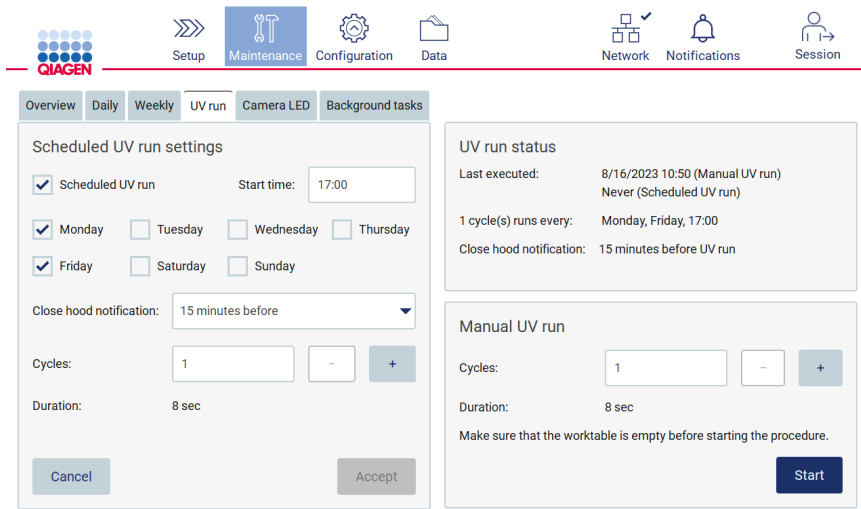 QIAGEN
Setup
Maintenance
Configuration
Data
Network
Notifications
Session
Overview
Daily
Weekly
UV run
Camera LED
Background tasks
Scheduled UV run settings
Scheduled UV run
Start time:
17:00
Monday
Tuesday
Wednesday
Thursday
Friday
Saturday
Sunday
Close hood notification:
15 minutes before
Cycles:
1
−
+
Duration:
8 sec
Cancel
Accept
UV run status
Last executed:
8/16/2023 10:50 (Manual UV run)
Never (Scheduled UV run)
1 cycle(s) runs every:
Monday, Friday, 17:00
Close hood notification:
15 minutes before UV run
Manual UV run
Cycles:
1
−
+
Duration:
8 sec
Make sure that the worktable is empty before starting the procedure.
Start